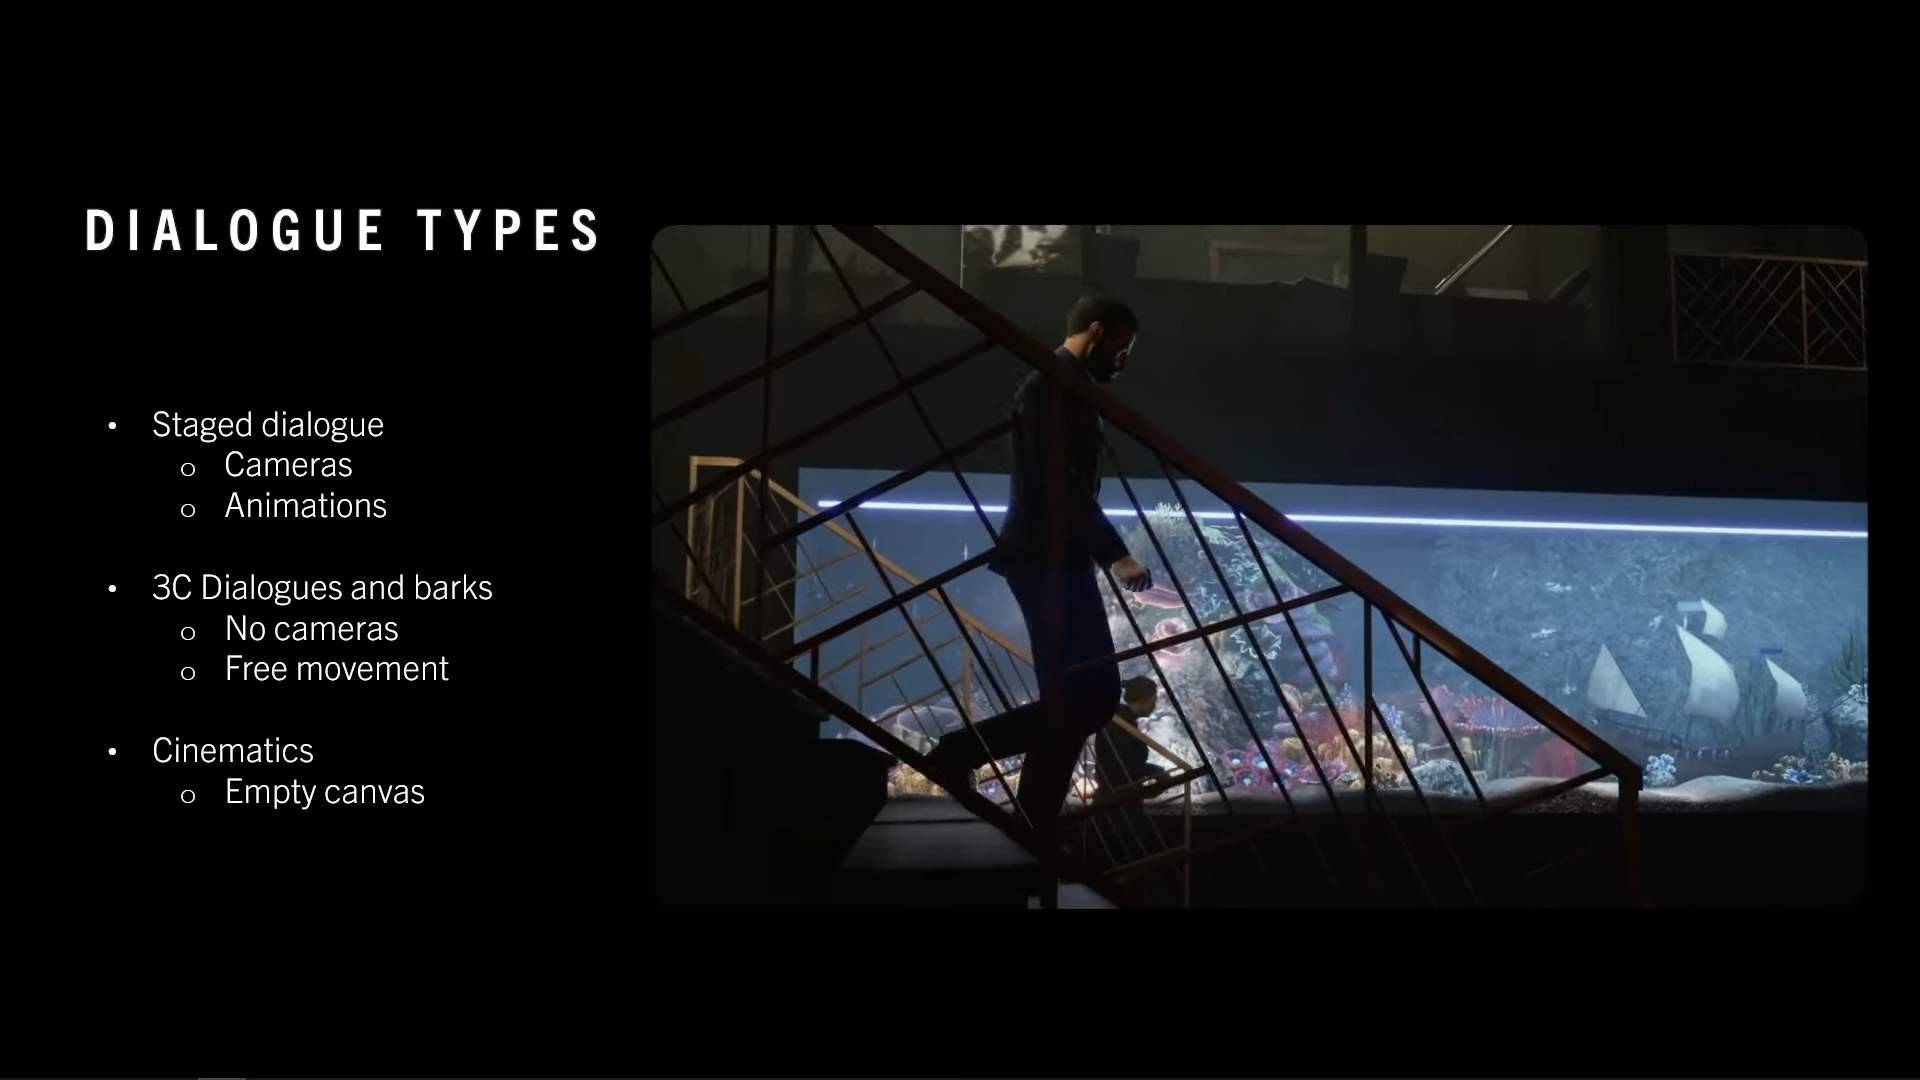 DIALOGUE TYPES
• Staged dialogue
o Cameras
o Animations
• 3C Dialogues and barks
o No cameras
o Free movement
• Cinematics
o Empty canvas